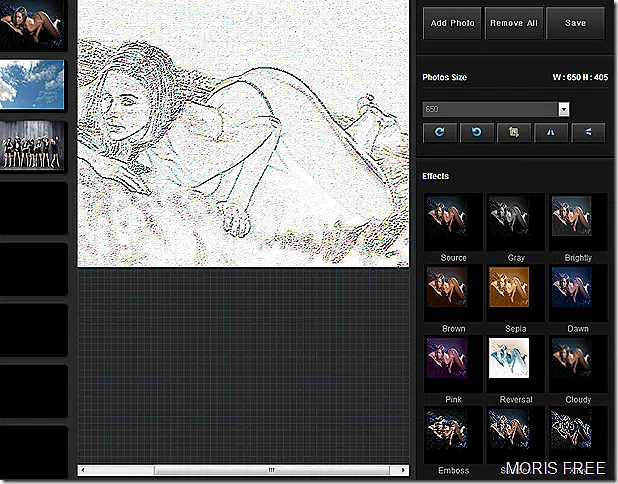 Add Photo Remove All Save
Photos Size W : 650 H : 405
650
Effects
Source Gray Brightly
Brown Sepia Dawn
Pink Reversal Cloudy
Emboss
MORIS FREE